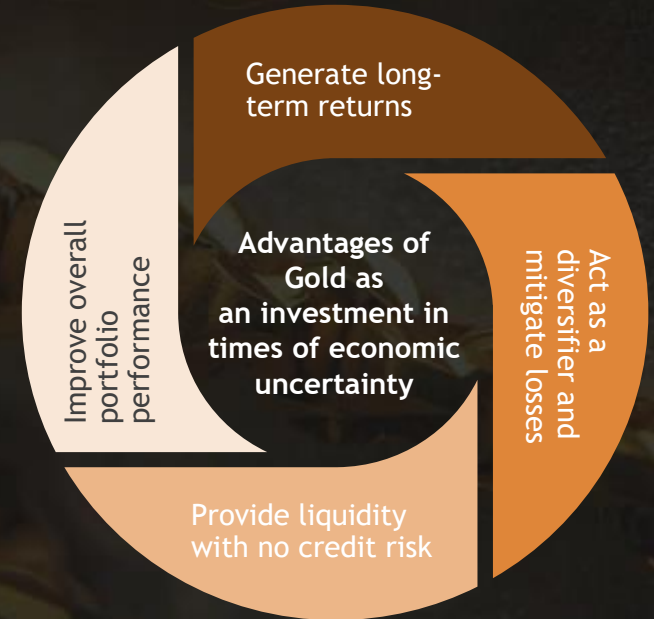 Generate long-
term returns
Act as a
diversifier and
mitigate losses
Provide liquidity
with no credit risk
Improve overall
portfolio
performance
Advantages of
Gold as
an investment in
times of economic
uncertainty